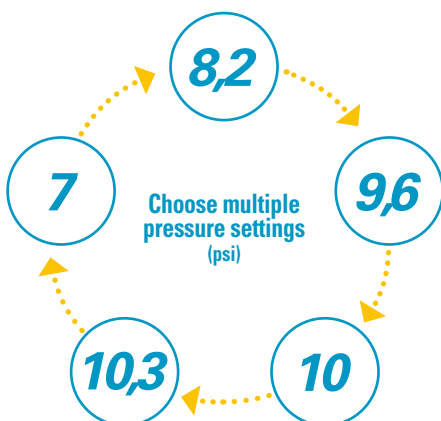 8,2
7
9,6
Choose multiple
pressure settings
(psi)
10,3
10